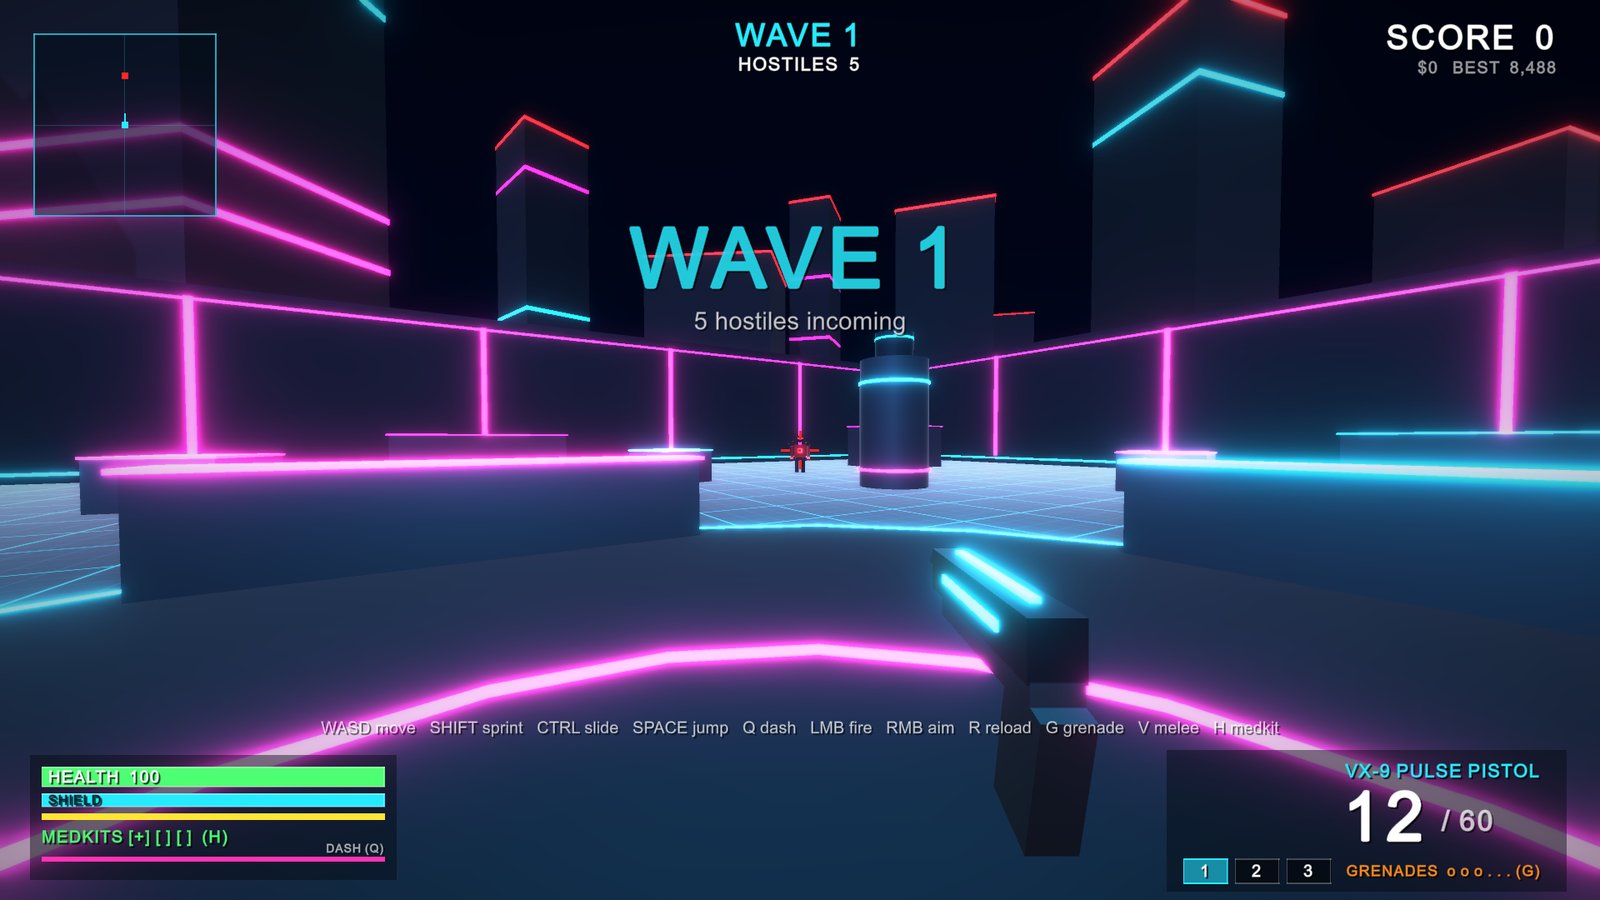 WAVE 1
HOSTILES 5
SCORE 0
$0 BEST 8,488
WAVE 1
5 hostiles incoming
WASD move SHIFT sprint CTRL slide SPACE jump Q dash LMB fire RMB aim R reload G grenade V melee H medkit
HEALTH 100
SHIELD
MEDKITS [+] [ ] [ ] (H)
DASH (Q)
VX-9 PULSE PISTOL
12 / 60
1 2 3 GRENADES o o o . . . (G)